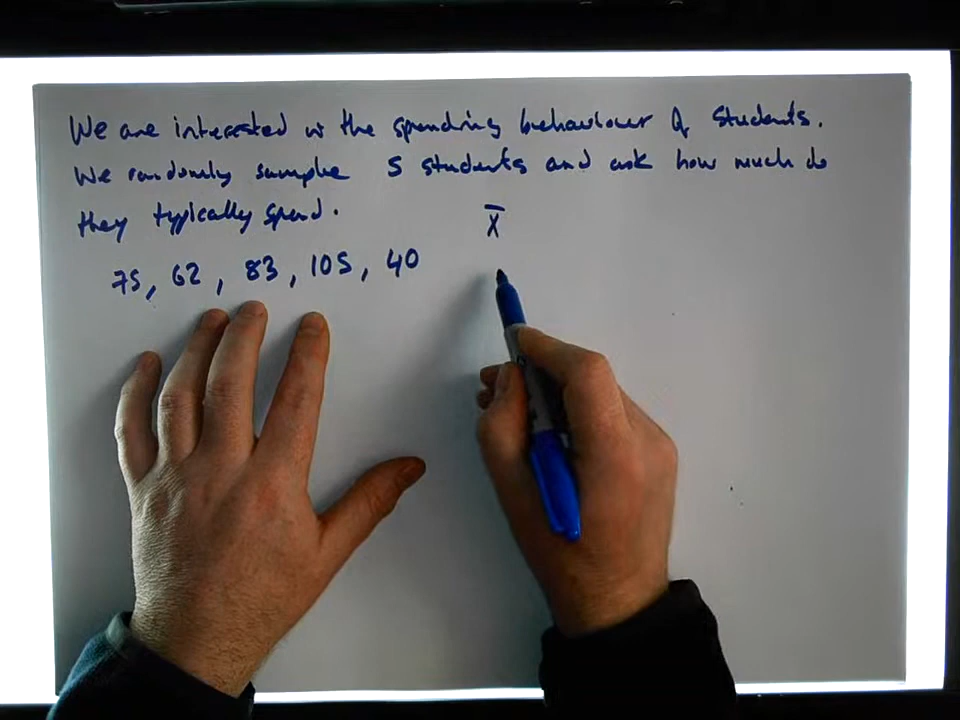 We are interested in the spending behaviour of students.
We randomly sample 5 students and ask how much do
they typically spend.
X̄
75, 62, 83, 105, 40